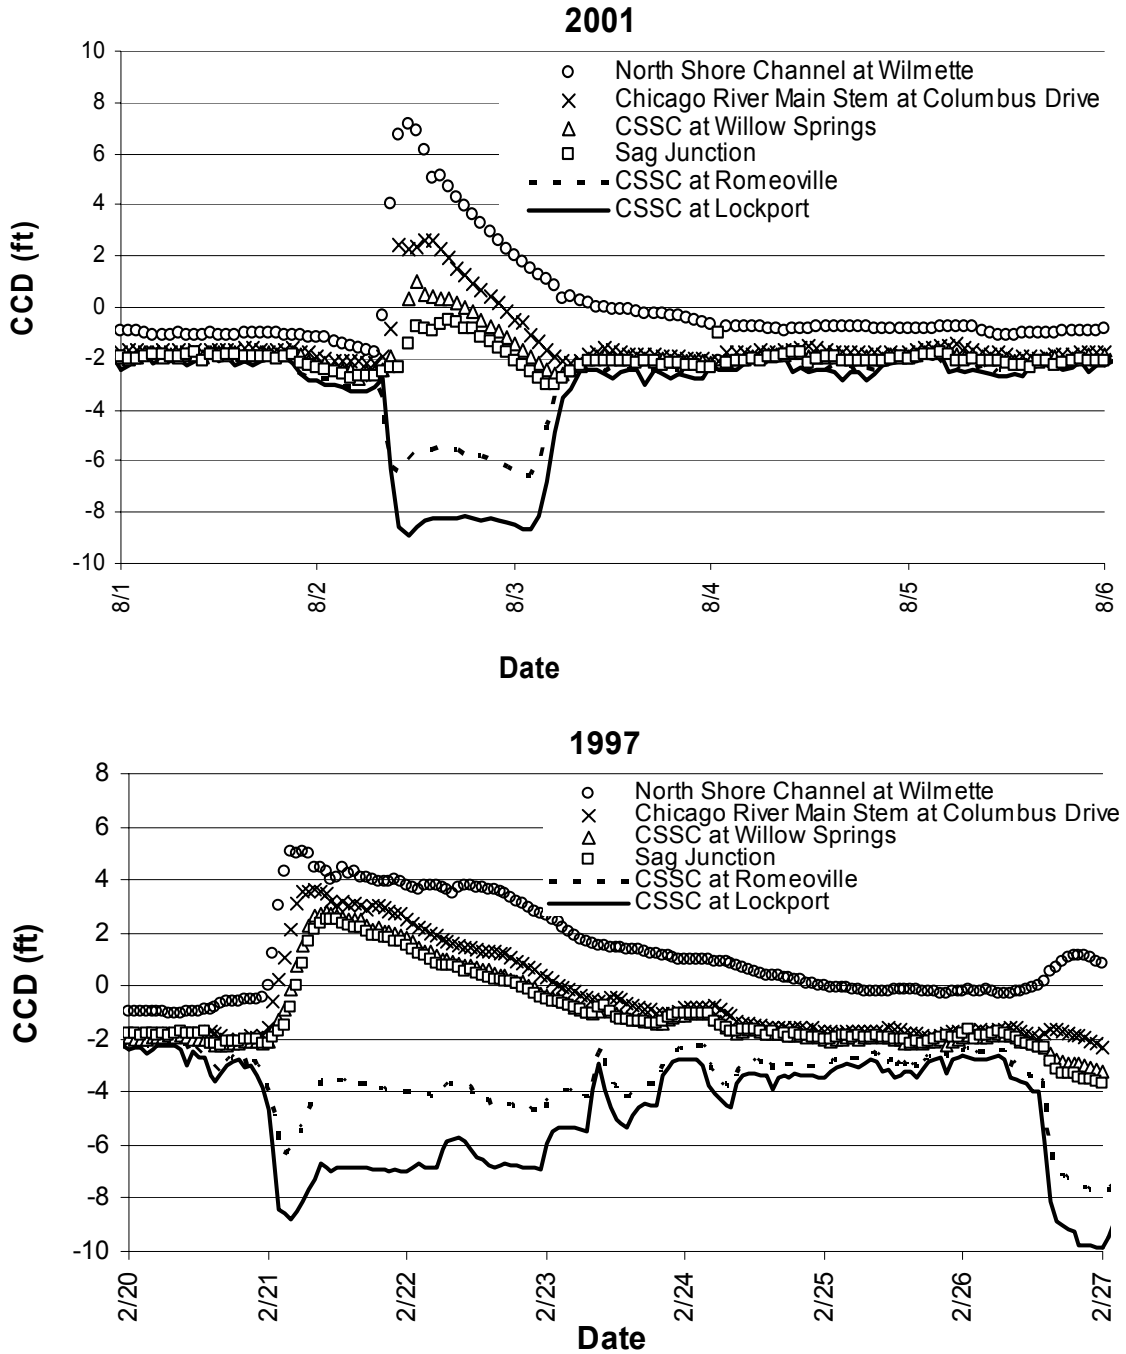 2001
CCD (ft)
10
8
6
4
2
0
-2
-4
-6
-8
-10
North Shore Channel at Wilmette
Chicago River Main Stem at Columbus Drive
CSSC at Willow Springs
Sag Junction
CSSC at Romeoville
CSSC at Lockport
8/1
8/2
8/3
8/4
8/5
8/6
Date
1997
CCD (ft)
8
6
4
2
0
-2
-4
-6
-8
-10
North Shore Channel at Wilmette
Chicago River Main Stem at Columbus Drive
CSSC at Willow Springs
Sag Junction
CSSC at Romeoville
CSSC at Lockport
2/20
2/21
2/22
2/23
2/24
2/25
2/26
2/27
Date